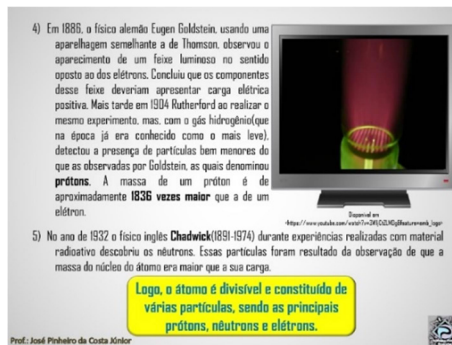 4) Em 1886, o físico alemão Eugen Goldstein, usando uma
aparelhagem semelhante a de Thomson, observou o
aparecimento de um feixe luminoso no sentido
oposto ao dos elétrons. Concluiu que os componentes
desse feixe deveriam apresentar carga elétrica
positiva. Mais tarde em 1904 Rutherford ao realizar o
mesmo experimento, mas, com o gás hidrogênio(que
na época já era conhecido como o mais leve),
detectou a presença de partículas bem menores do
que as observadas por Goldstein, as quais denominou
prótons. A massa de um próton é de
aproximadamente 1836 vezes maior que a de um
elétron.
Disponível em
5) No ano de 1932 o físico inglês Chadwick(1891-1974) durante experiências realizadas com material
radioativo descobriu os nêutrons. Essas partículas foram resultado da observação de que a
massa do núcleo do átomo era maior que a sua carga.
Logo, o átomo é divisível e constituído de
várias partículas, sendo as principais
prótons, nêutrons e elétrons.
Prof.: José Pinheiro da Costa Júnior